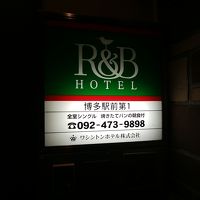 R&B
HOTEL
博多駅前第1
全室シングル 焼きたてパンの朝食付
☎092-473-9898
ワシントンホテル株式会社